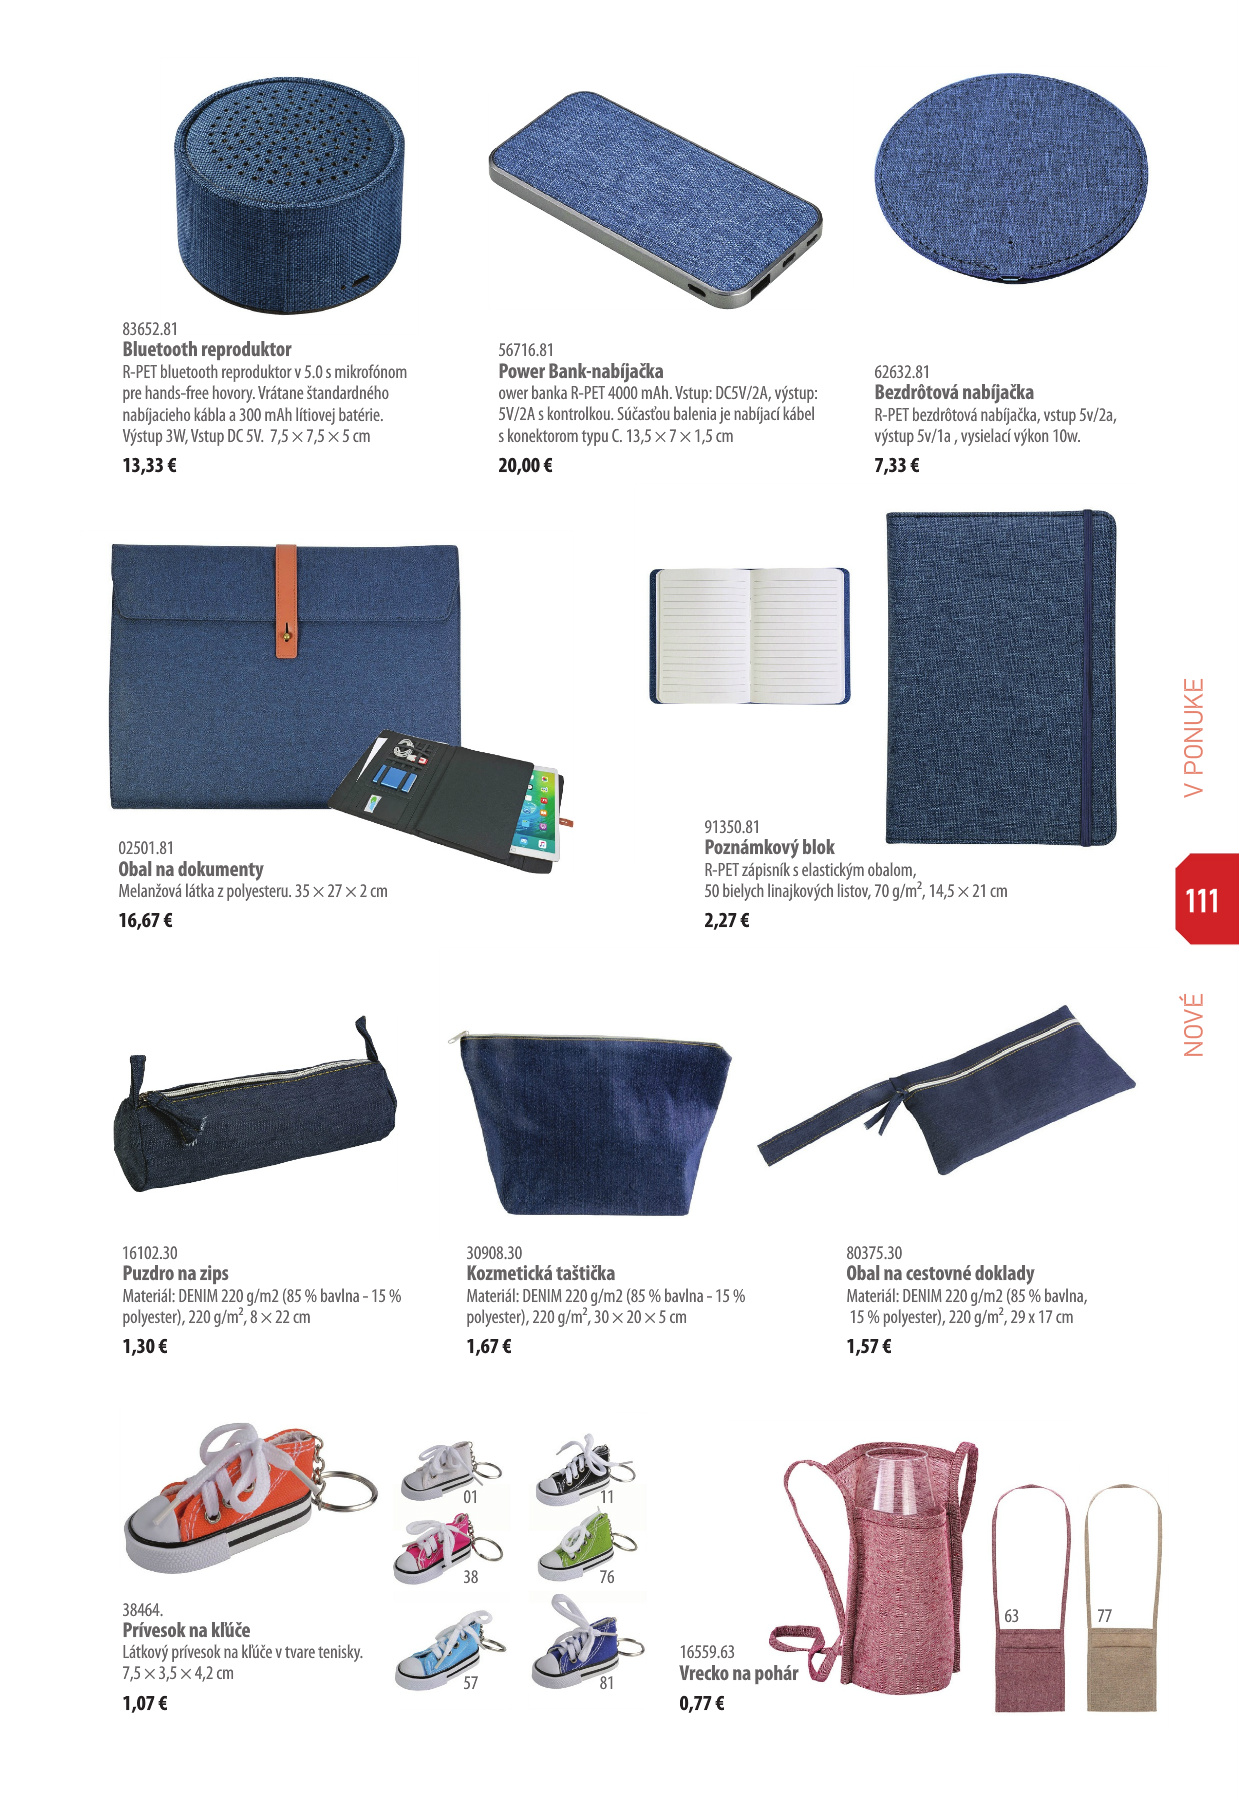 83652.81
Bluetooth reproduktor
R-PET bluetooth reproduktor v 5.0 s mikrofónom
pre hands-free hovory. Vrátane štandardného
nabíjacieho kábla a 300 mAh lítiovej batérie.
Výstup 3W, Vstup DC 5V. 7,5 × 7,5 × 5 cm
13,33 €
56716.81
Power Bank-nabíjačka
ower banka R-PET 4000 mAh. Vstup: DC5V/2A, výstup:
5V/2A s kontrolkou. Súčasťou balenia je nabíjací kábel
s konektorom typu C. 13,5 × 7 × 1,5 cm
20,00 €
62632.81
Bezdrôtová nabíjačka
R-PET bezdrôtová nabíjačka, vstup 5v/2a,
výstup 5v/1a , vysielací výkon 10w.
7,33 €
02501.81
Obal na dokumenty
Melanžová látka z polyesteru. 35 × 27 × 2 cm
16,67 €
91350.81
Poznámkový blok
R-PET zápisník s elastickým obalom,
50 bielych linajkových listov, 70 g/m², 14,5 × 21 cm
2,27 €
V PONUKE
111
NOVÉ
16102.30
Puzdro na zips
Materiál: DENIM 220 g/m2 (85 % bavlna - 15 %
polyester), 220 g/m², 8 × 22 cm
1,30 €
30908.30
Kozmetická taštička
Materiál: DENIM 220 g/m2 (85 % bavlna - 15 %
polyester), 220 g/m², 30 × 20 × 5 cm
1,67 €
80375.30
Obal na cestovné doklady
Materiál: DENIM 220 g/m2 (85 % bavlna,
15 % polyester), 220 g/m², 29 x 17 cm
1,57 €
38464.
Prívesok na kľúče
Látkový prívesok na kľúče v tvare tenisky.
7,5 × 3,5 × 4,2 cm
1,07 €
01
11
38
76
57
81
16559.63
Vrecko na pohár
0,77 €
63
77